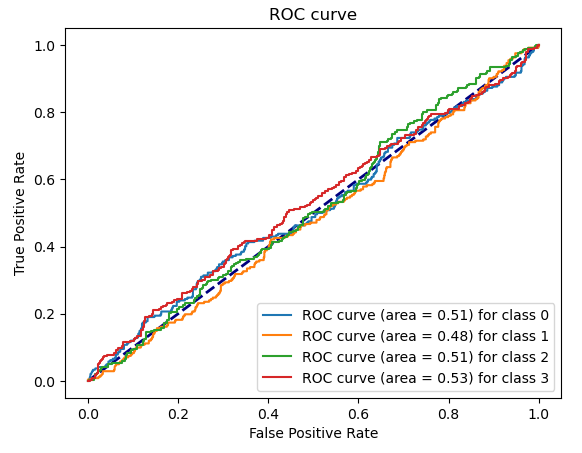 ROC curve
True Positive Rate
1.0
0.8
0.6
0.4
0.2
0.0
ROC curve (area = 0.51) for class 0
ROC curve (area = 0.48) for class 1
ROC curve (area = 0.51) for class 2
ROC curve (area = 0.53) for class 3
0.0 0.2 0.4 0.6 0.8 1.0
False Positive Rate